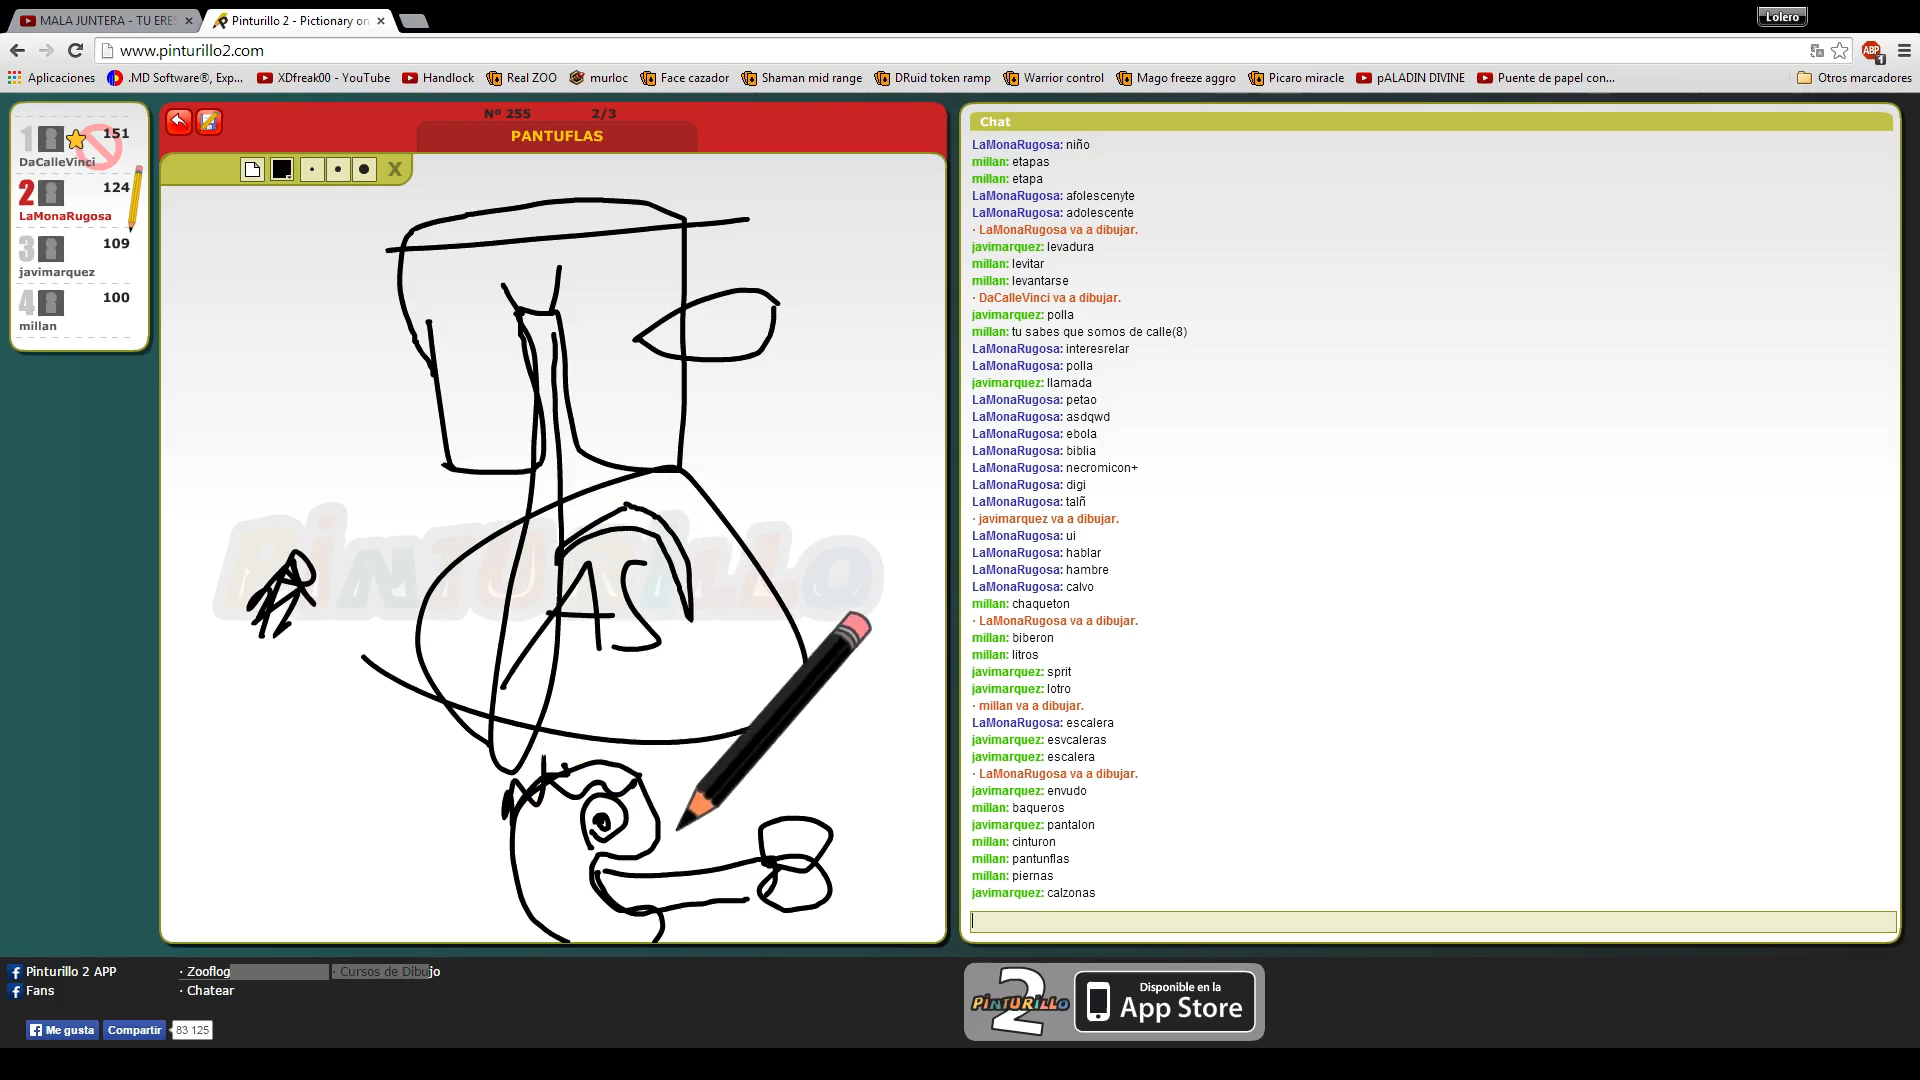 Lolero
MALA JUNTERA - TU ERES
Pinturillo 2 - Pictionary on
www.pinturillo2.com
ABP
1
Aplicaciones
.MD Software®, Exp...
XDfreak00 - YouTube
Handlock
Real ZOO
murloc
Face cazador
Shaman mid range
DRuid token ramp
Warrior control
Mago freeze aggro
Picaro miracle
pALADIN DIVINE
Puente de papel con...
Otros marcadores
1 151
DaCalleVinci
2 124
LaMonaRugosa
3 109
javimarquez
4 100
millan
Nº 255 2/3
PANTUFLAS
X
PiNTURiLLO
AS
Chat
LaMonaRugosa: niño
millan: etapas
millan: etapa
LaMonaRugosa: afolescenyte
LaMonaRugosa: adolescente
· LaMonaRugosa va a dibujar.
javimarquez: levadura
millan: levitar
millan: levantarse
· DaCalleVinci va a dibujar.
javimarquez: polla
millan: tu sabes que somos de calle(8)
LaMonaRugosa: interesrelar
LaMonaRugosa: polla
javimarquez: llamada
LaMonaRugosa: petao
LaMonaRugosa: asdqwd
LaMonaRugosa: ebola
LaMonaRugosa: biblia
LaMonaRugosa: necromicon+
LaMonaRugosa: digi
LaMonaRugosa: talñ
· javimarquez va a dibujar.
LaMonaRugosa: ui
LaMonaRugosa: hablar
LaMonaRugosa: hambre
LaMonaRugosa: calvo
millan: chaqueton
· LaMonaRugosa va a dibujar.
millan: biberon
millan: litros
javimarquez: sprit
javimarquez: lotro
· millan va a dibujar.
LaMonaRugosa: escalera
javimarquez: esvcaleras
javimarquez: escalera
· LaMonaRugosa va a dibujar.
javimarquez: envudo
millan: baqueros
javimarquez: pantalon
millan: cinturon
millan: pantunflas
millan: piernas
javimarquez: calzonas
Pinturillo 2 APP
Fans
· Zooflog
· Cursos de Dibujo
· Chatear
Me gusta
Compartir
83 125
PiNTURiLLO
2
Disponible en la
App Store